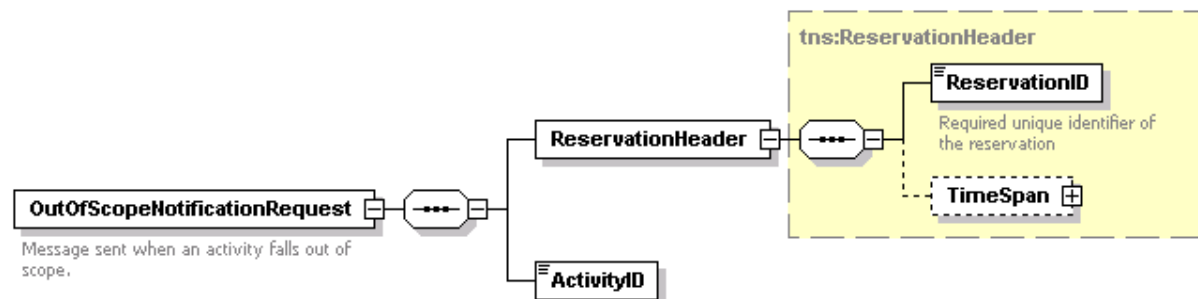 tns:ReservationHeader
ReservationID
Required unique identifier of
the reservation
ReservationHeader
TimeSpan
OutOfScopeNotificationRequest
Message sent when an activity falls out of
scope.
ActivityID